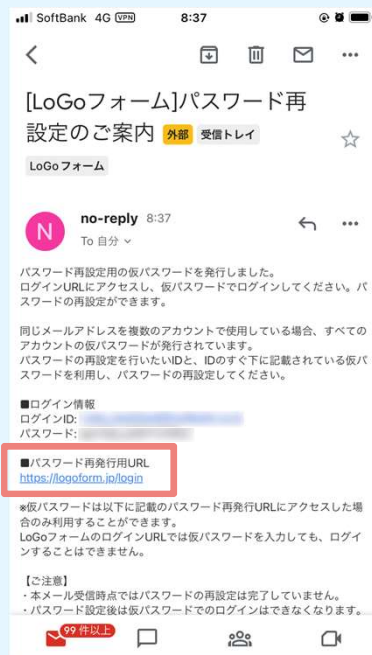 SoftBank 4G VPN 8:37
[LoGoフォーム]パスワード再
設定のご案内 外部 受信トレイ
LoGoフォーム
N no-reply 8:37
To 自分
パスワード再設定用の仮パスワードを発行しました。
ログインURLにアクセスし、仮パスワードでログインしてください。パ
スワードの再設定ができます。
同じメールアドレスを複数のアカウントで使用している場合、すべての
アカウントの仮パスワードが発行されています。
パスワードの再設定を行いたいIDと、IDのすぐ下に記載されている仮パ
スワードを利用し、パスワードの再設定してください。
■ログイン情報
ログインID:
パスワード:
■パスワード再発行用URL
https://logoform.jp/login
※仮パスワードは以下に記載のパスワード再発行URLにアクセスした場
合のみ利用することができます。
LoGoフォームのログインURLでは仮パスワードを入力しても、ログイ
ンすることはできません。
【ご注意】
・本メール受信時点ではパスワードの再設定は完了していません。
・パスワード設定後は仮パスワードでのログインはできなくなります。
99 件以上